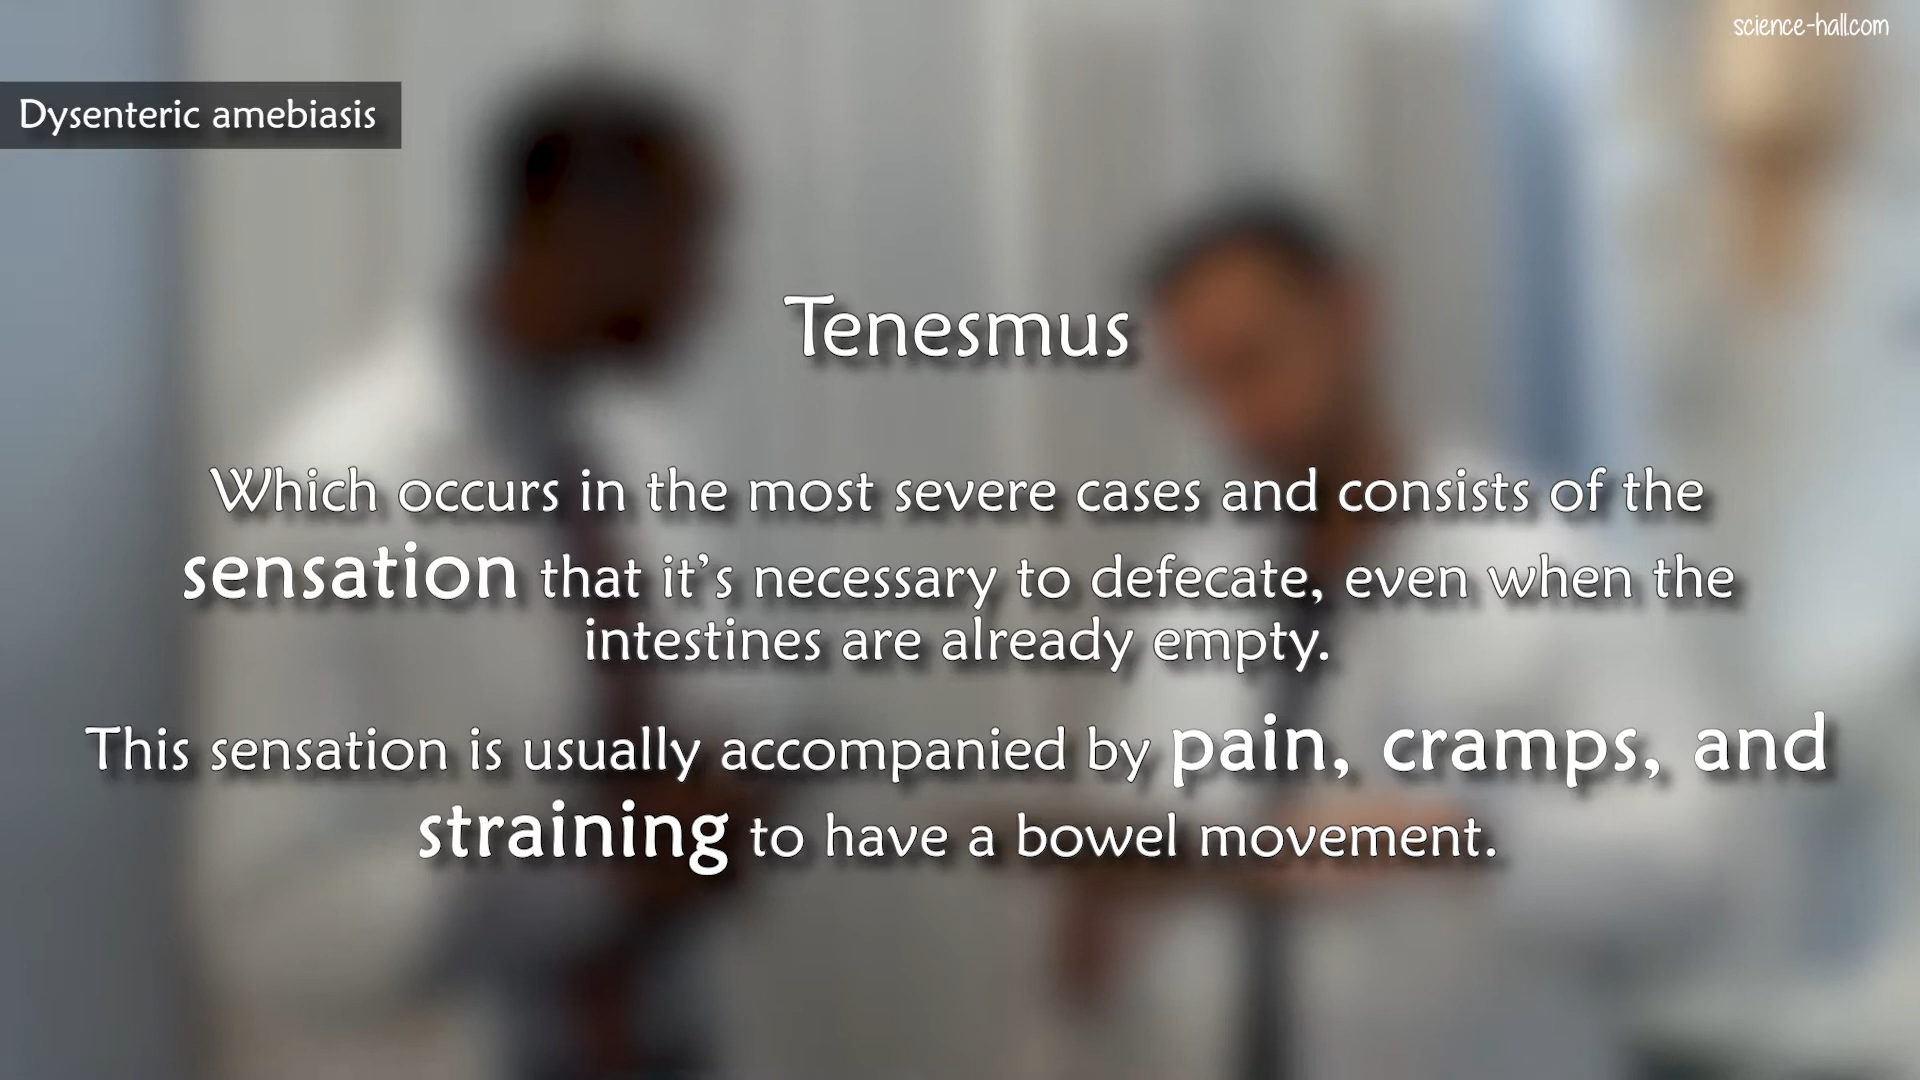 science-hall.com
Dysenteric amebiasis
Tenesmus
Which occurs in the most severe cases and consists of the
sensation that it’s necessary to defecate, even when the
intestines are already empty.
This sensation is usually accompanied by pain, cramps, and
straining to have a bowel movement.